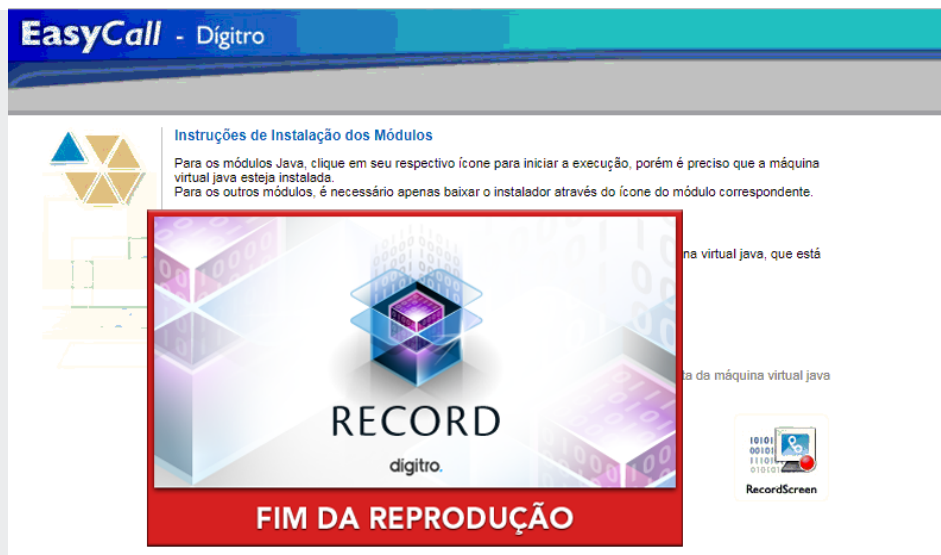 EasyCall - Dígitro
Instruções de Instalação dos Módulos
Para os módulos Java, clique em seu respectivo ícone para iniciar a execução, porém é preciso que a máquina
virtual java esteja instalada.
Para os outros módulos, é necessário apenas baixar o instalador através do ícone do módulo correspondente.
na virtual java, que está
ta da máquina virtual java
RECORD
dígitro.
FIM DA REPRODUÇÃO
10101
RecordScreen